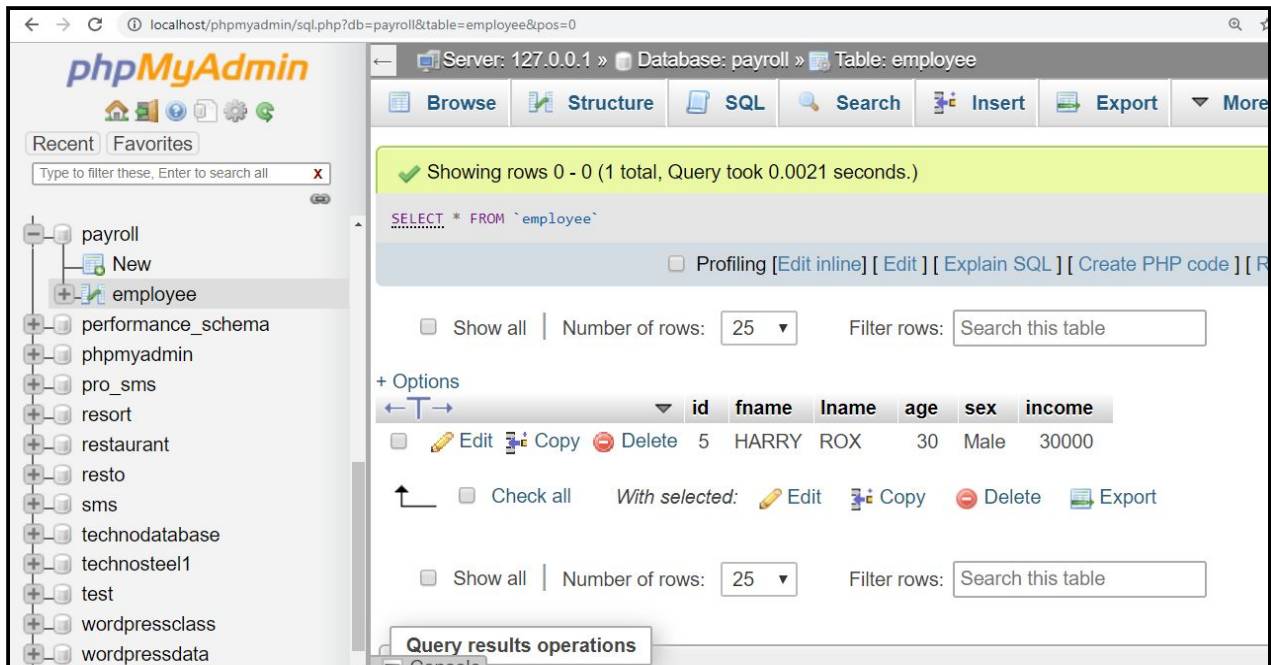 localhost/phpmyadmin/sql.php?db=payroll&table=employee&pos=0
phpMyAdmin
Recent Favorites
Type to filter these, Enter to search all X
payroll
New
employee
performance_schema
phpmyadmin
pro_sms
resort
restaurant
resto
sms
technodatabase
technosteel1
test
wordpressclass
wordpressdata
Server: 127.0.0.1 » Database: payroll » Table: employee
Browse Structure SQL Search Insert Export More
Showing rows 0 - 0 (1 total, Query took 0.0021 seconds.)
SELECT * FROM `employee`
Profiling [Edit inline] [ Edit ] [ Explain SQL ] [ Create PHP code ] [ R
Show all | Number of rows: 25 Filter rows: Search this table
+ Options
id fname lname age sex income
Edit Copy Delete 5 HARRY ROX 30 Male 30000
Check all With selected: Edit Copy Delete Export
Show all | Number of rows: 25 Filter rows: Search this table
Query results operations
Console